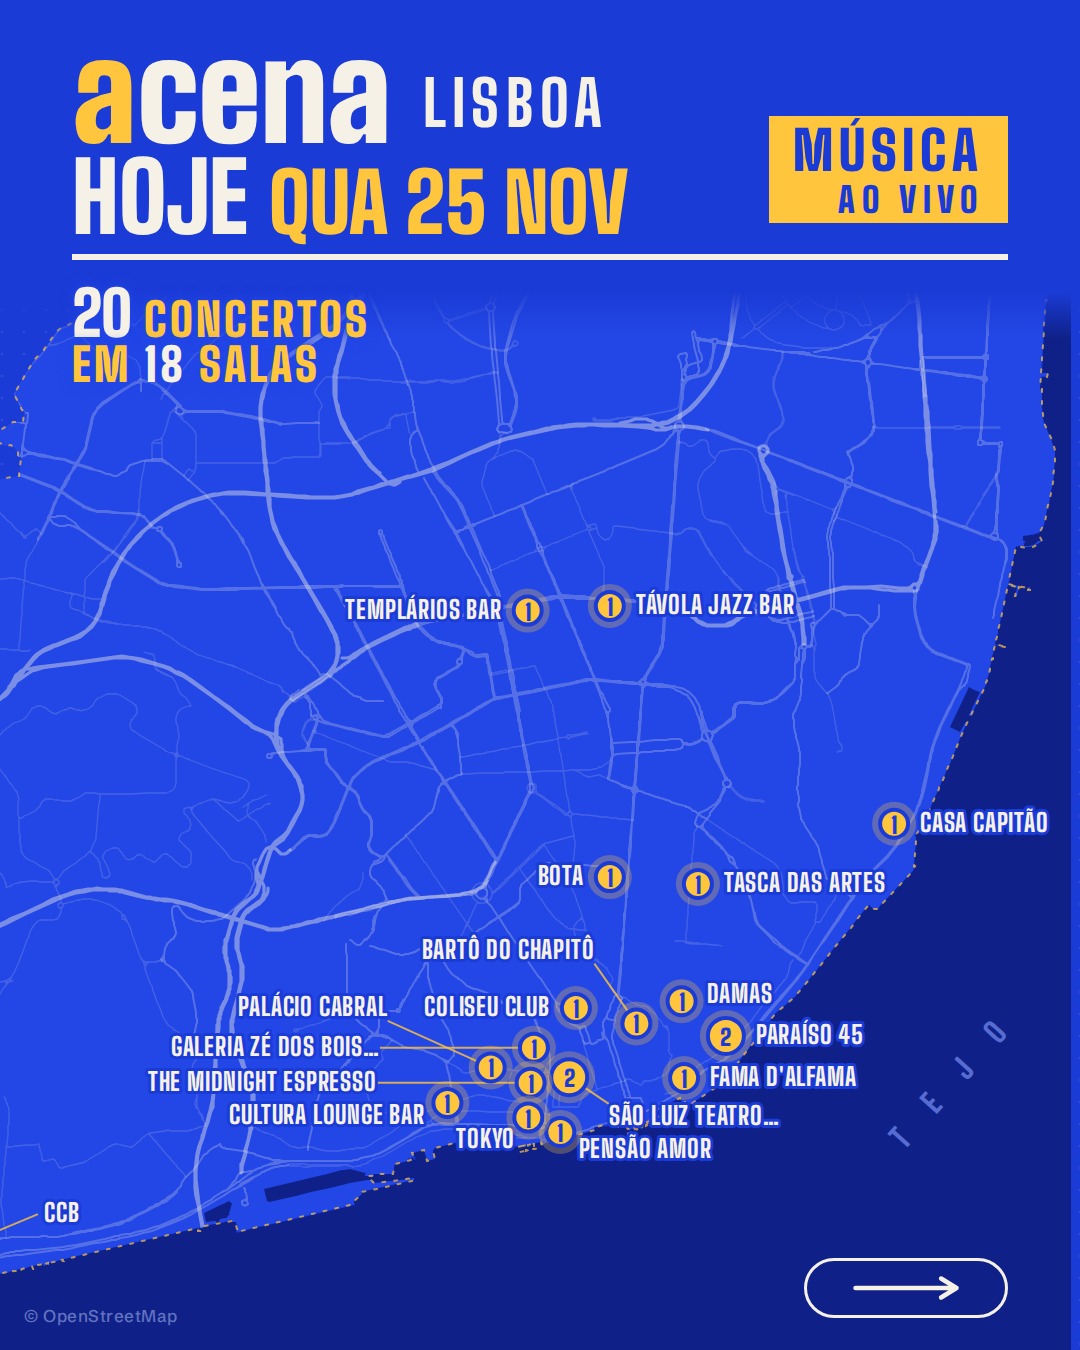 acena LISBOA
HOJE QUA 25 NOV
MÚSICA
AO VIVO
20 CONCERTOS
EM 18 SALAS
TEMPLÁRIOS BAR 1
1 TÁVOLA JAZZ BAR
1 CASA CAPITÃO
BOTA 1
1 TASCA DAS ARTES
BARTÔ DO CHAPITÔ
1
1 DAMAS
PALÁCIO CABRAL
1
COLISEU CLUB 1
2 PARAÍSO 45
GALERIA ZÉ DOS BOIS... 1
THE MIDNIGHT ESPRESSO 1
2
1 FAMA D'ALFAMA
CULTURA LOUNGE BAR 1
SÃO LUIZ TEATRO...
TOKYO 1
1 PENSÃO AMOR
TEJO
CCB
© OpenStreetMap